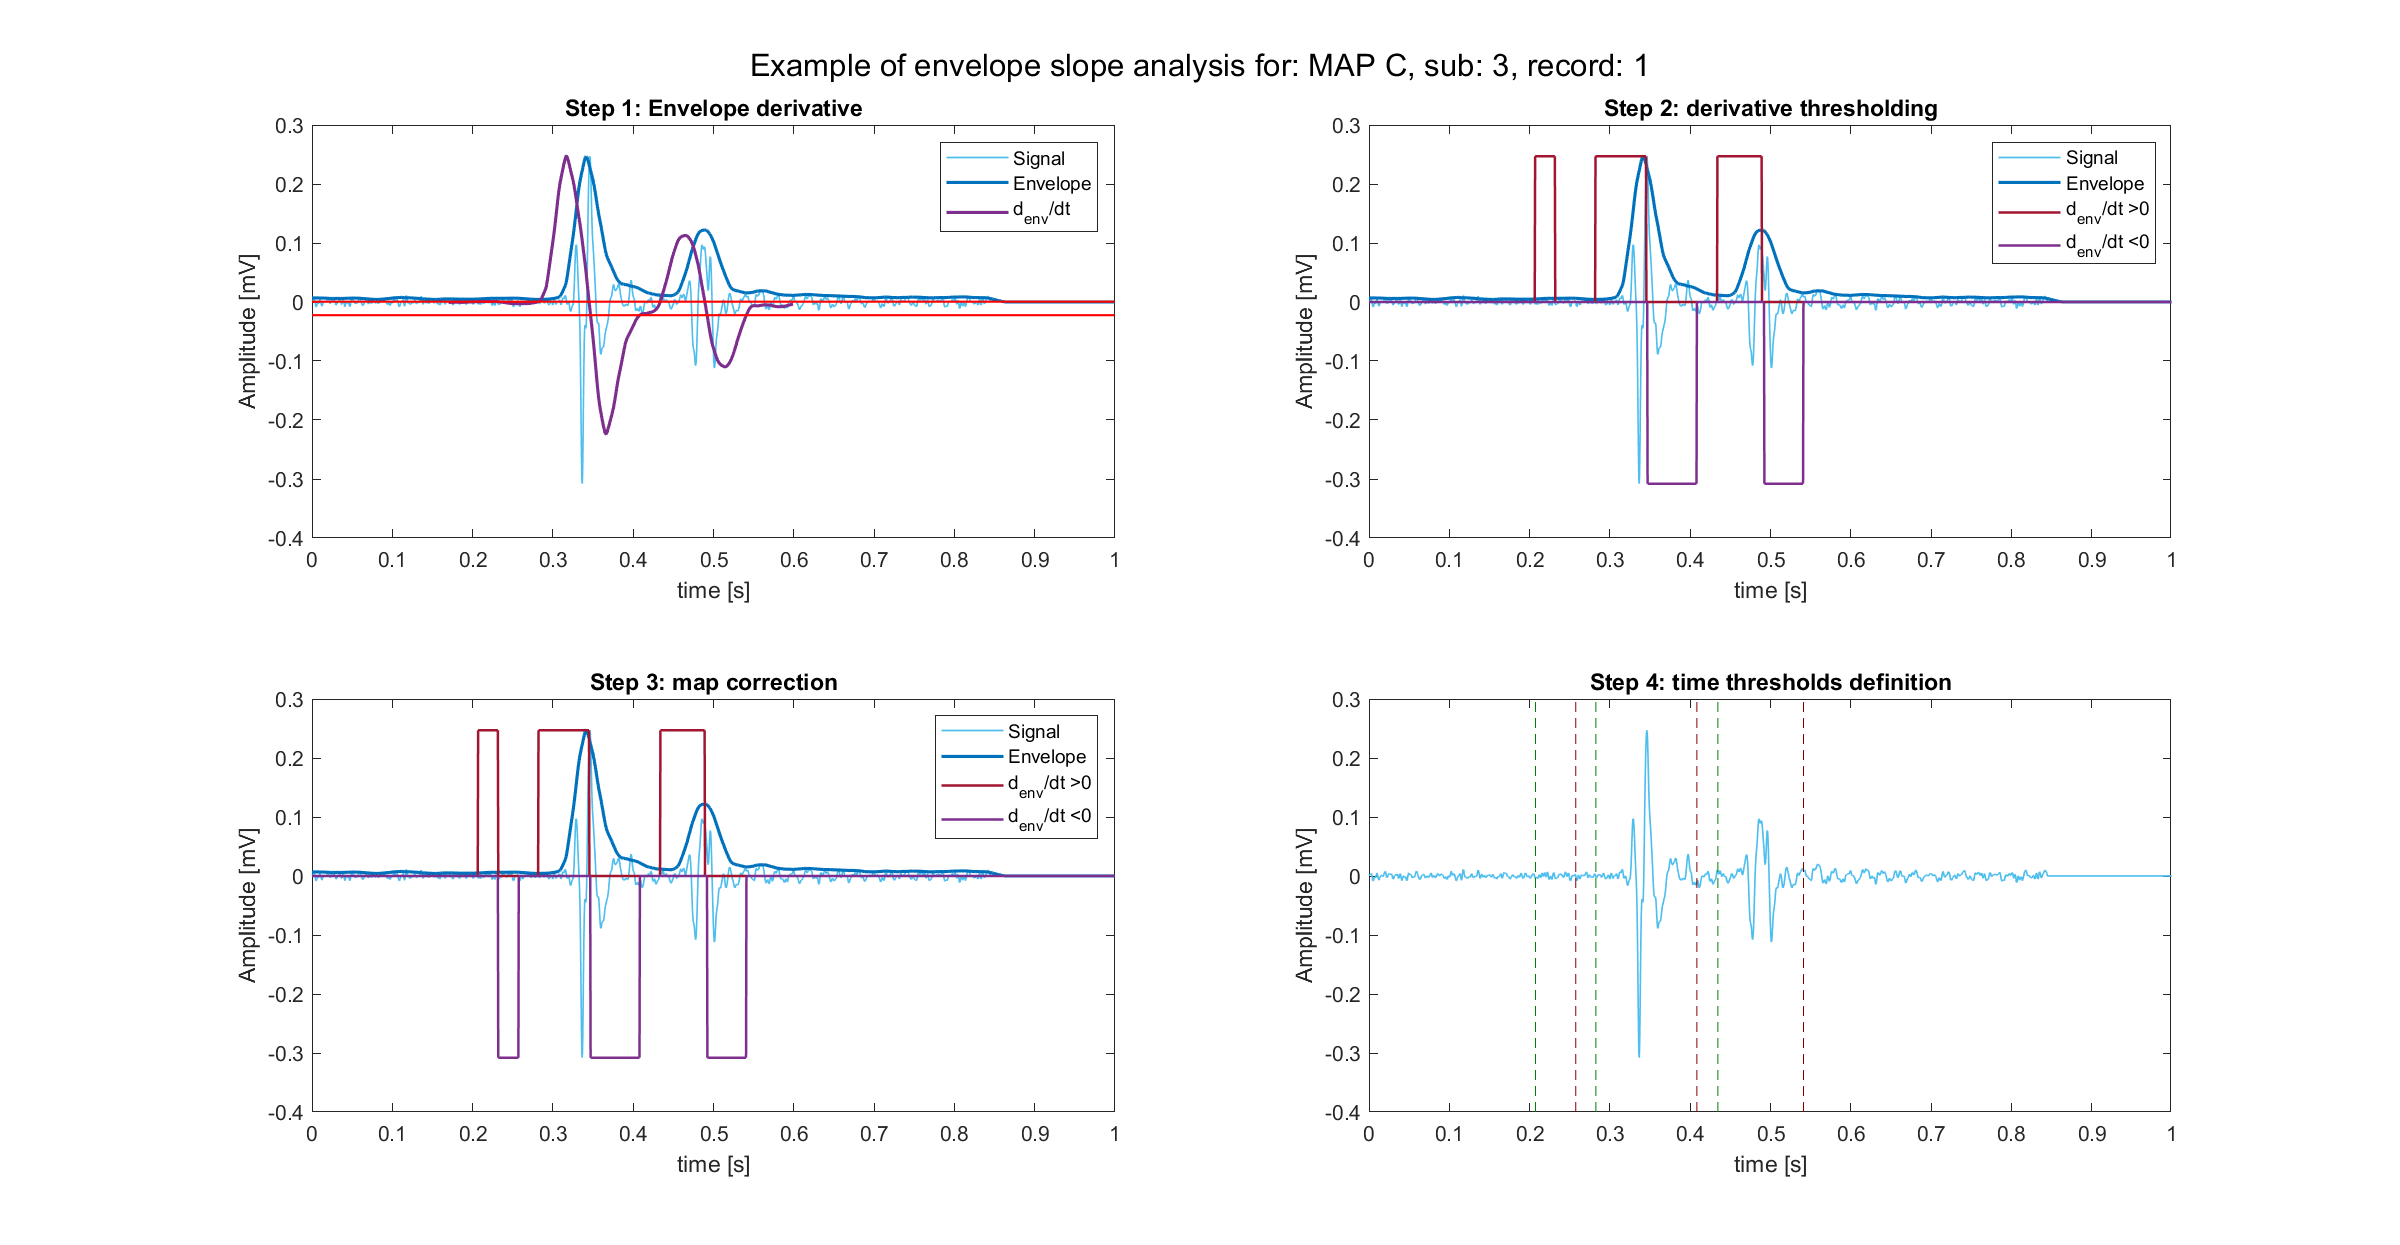 Example of envelope slope analysis for: MAP C, sub: 3, record: 1
Step 1: Envelope derivative
0.3
0.2
0.1
0
-0.1
-0.2
-0.3
-0.4
Amplitude [mV]
0 0.1 0.2 0.3 0.4 0.5 0.6 0.7 0.8 0.9 1
time [s]
Signal
Envelope
d_env/dt
Step 2: derivative thresholding
0.3
0.2
0.1
0
-0.1
-0.2
-0.3
-0.4
Amplitude [mV]
0 0.1 0.2 0.3 0.4 0.5 0.6 0.7 0.8 0.9 1
time [s]
Signal
Envelope
d_env/dt >0
d_env/dt <0
Step 3: map correction
0.3
0.2
0.1
0
-0.1
-0.2
-0.3
-0.4
Amplitude [mV]
0 0.1 0.2 0.3 0.4 0.5 0.6 0.7 0.8 0.9 1
time [s]
Signal
Envelope
d_env/dt >0
d_env/dt <0
Step 4: time thresholds definition
0.3
0.2
0.1
0
-0.1
-0.2
-0.3
-0.4
Amplitude [mV]
0 0.1 0.2 0.3 0.4 0.5 0.6 0.7 0.8 0.9 1
time [s]